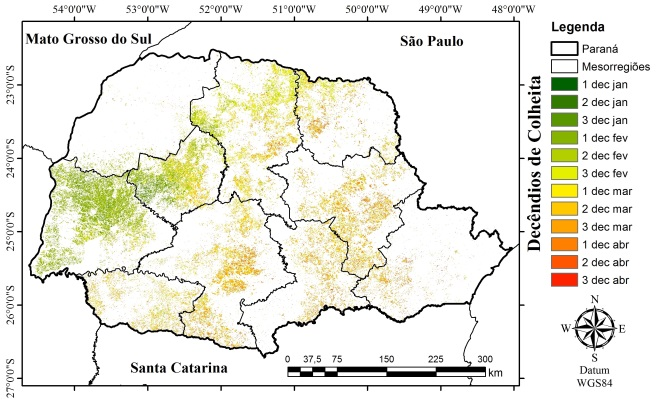 54°0'0"W 53°0'0"W 52°0'0"W 51°0'0"W 50°0'0"W 49°0'0"W 48°0'0"W
Mato Grosso do Sul
São Paulo
23°0'0"S
24°0'0"S
25°0'0"S
26°0'0"S
27°0'0"S
Santa Catarina
0 37,5 75 150 225 300
km
Decêndios de Colheita
Legenda
Paraná
Mesorregiões
1 dec jan
2 dec jan
3 dec jan
1 dec fev
2 dec fev
3 dec fev
1 dec mar
2 dec mar
3 dec mar
1 dec abr
2 dec abr
3 dec abr
N
W E
S
Datum
WGS84